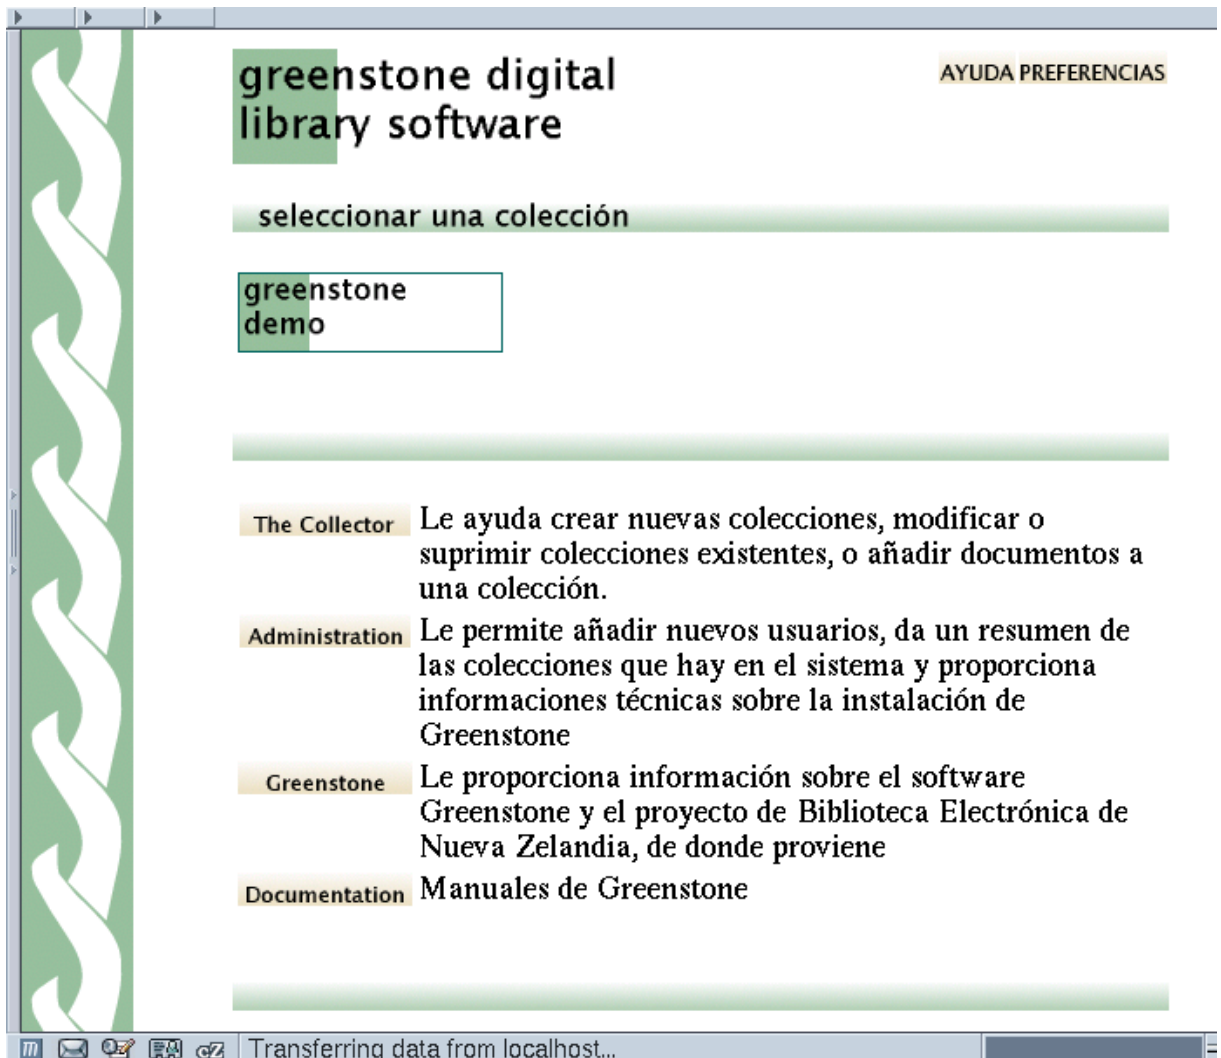 greenstone digital
library software
AYUDA PREFERENCIAS
seleccionar una colección
greenstone
demo
The Collector Le ayuda crear nuevas colecciones, modificar o
suprimir colecciones existentes, o añadir documentos a
una colección.
Administration Le permite añadir nuevos usuarios, da un resumen de
las colecciones que hay en el sistema y proporciona
informaciones técnicas sobre la instalación de
Greenstone
Greenstone Le proporciona información sobre el software
Greenstone y el proyecto de Biblioteca Electrónica de
Nueva Zelandia, de donde proviene
Documentation Manuales de Greenstone
Transferring data from localhost...